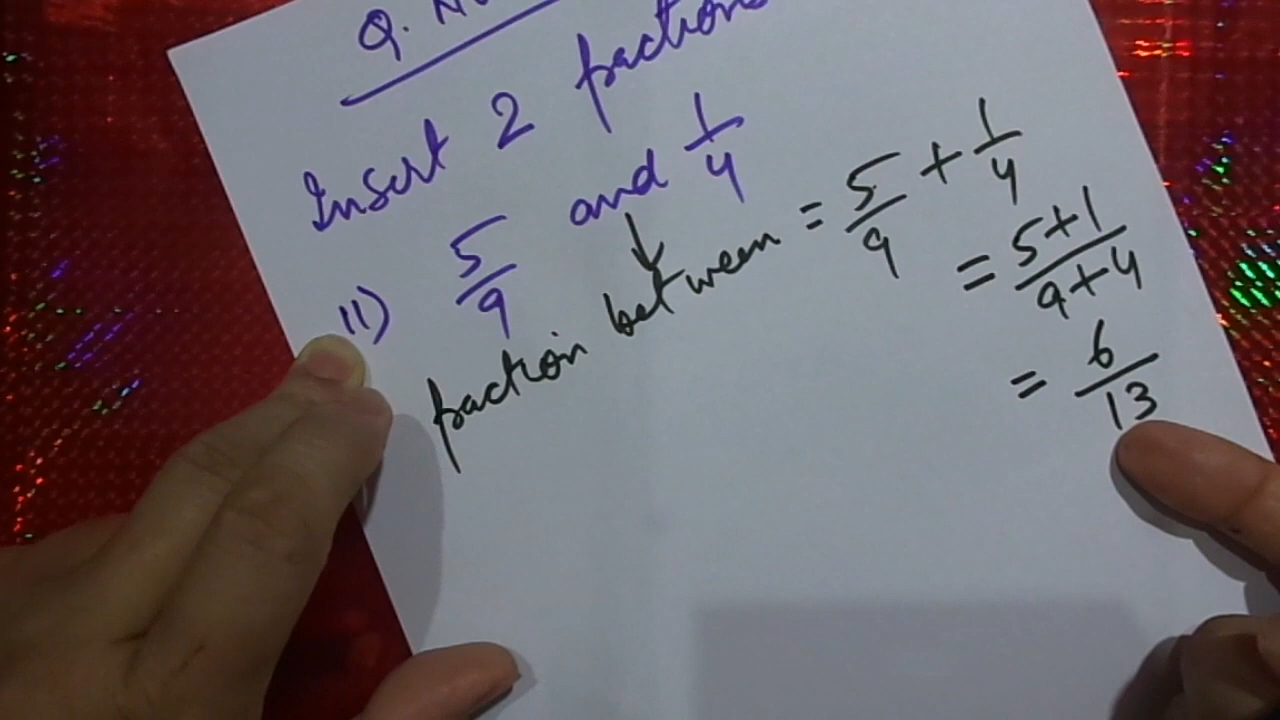 Q.
Insert 2 fraction
11) 5/9 and 1/4
↓
fraction between = 5/9 + 1/4
= 5+1/9+4
= 6/13